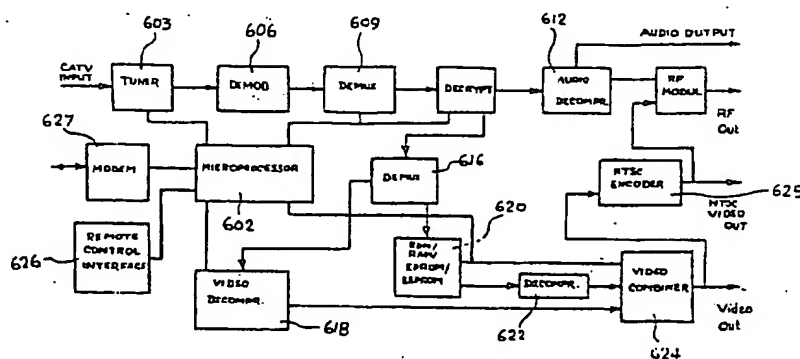 603
606
609
612
AUDIO OUTPUT
CATV
INPUT
TUNER
DEMOD
DEMUX
DECRYPT
AUDIO
DECOMPR.
RF
MODUL
RF
Out
627
MODEM
MICROPROCESSOR
602
DEMUX
616
NTSC
ENCODER
625
NTSC
VIDEO
OUT
620
ROM/
RAM/
EPROM/
EEPROM
626
REMOTE
CONTROL
INTERFACE
VIDEO
DECOMPR.
618
DECOMPR.
622
VIDEO
COMBINER
624
Video
Out